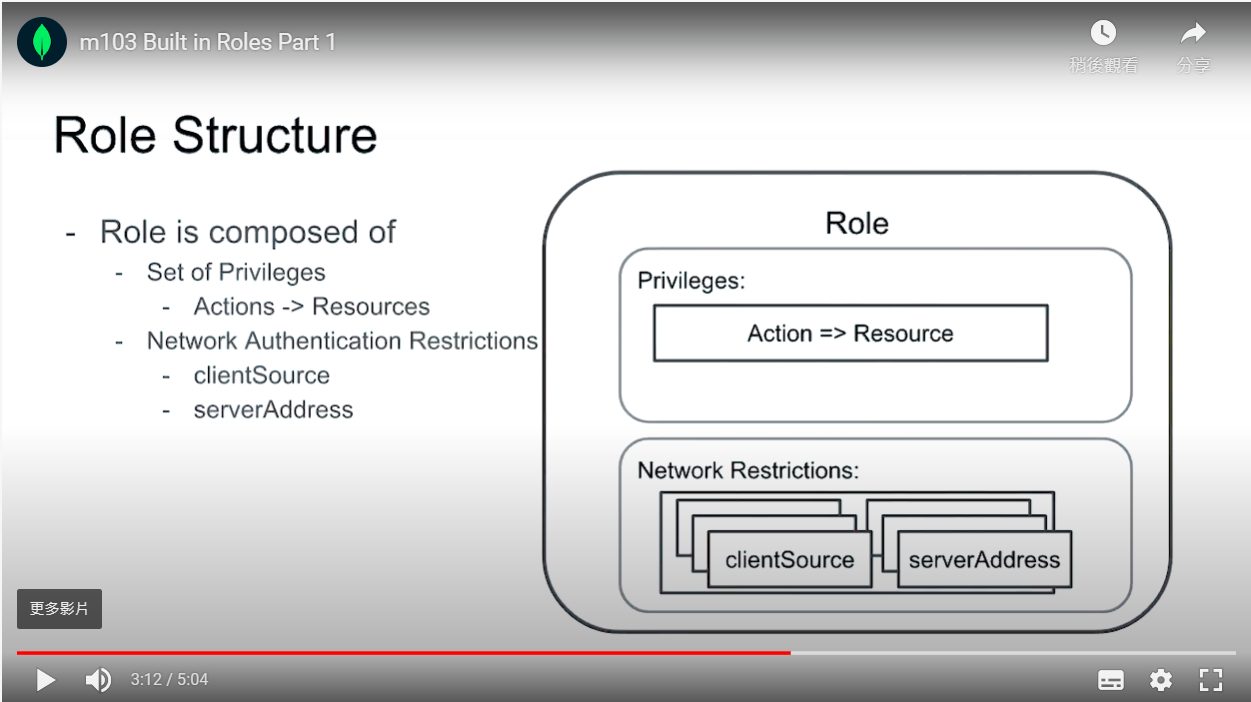 m103 Built in Roles Part 1
稍後觀看
分享
Role Structure
- Role is composed of
- Set of Privileges
- Actions -> Resources
- Network Authentication Restrictions
- clientSource
- serverAddress
Role
Privileges:
Action => Resource
Network Restrictions:
clientSource
serverAddress
更多影片
3:12 / 5:04